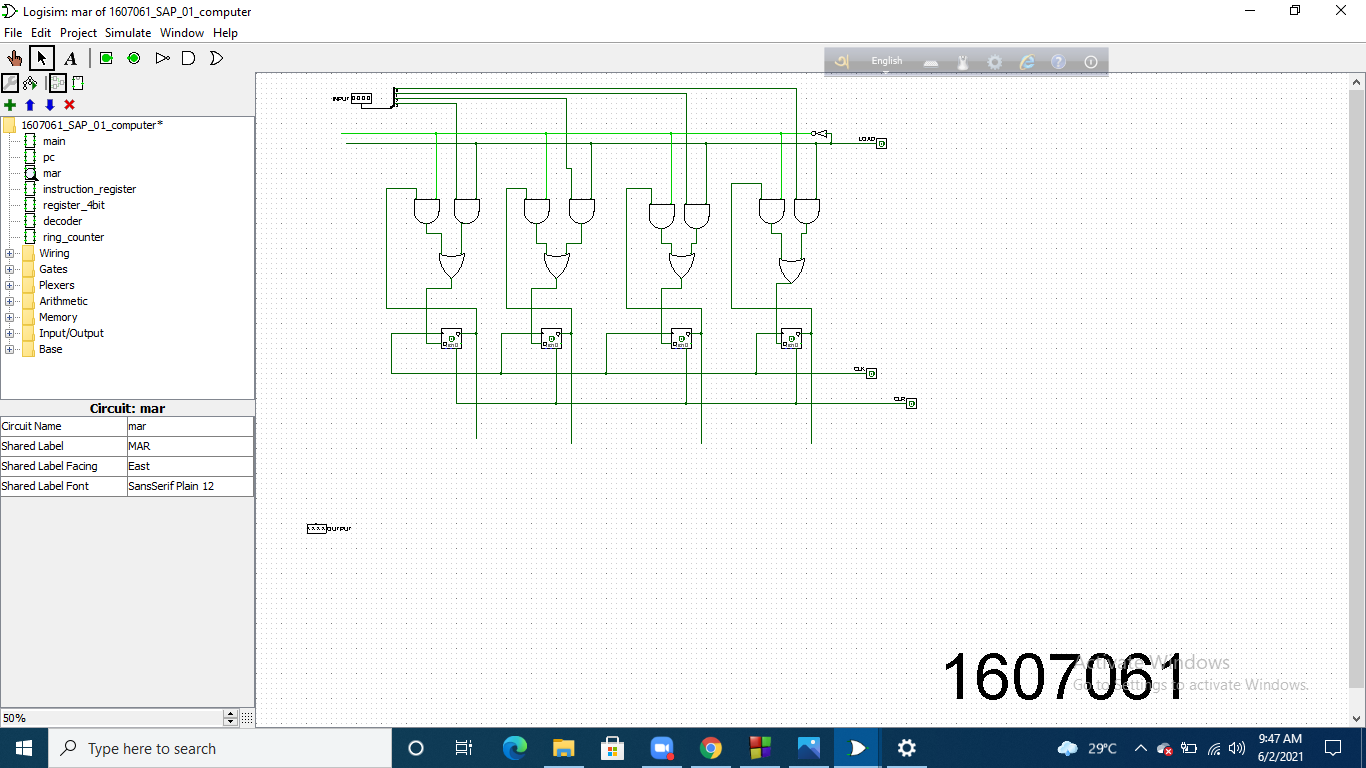 Logisim: mar of 1607061_SAP_01_computer
File Edit Project Simulate Window Help
A
English
1607061_SAP_01_computer*
main
pc
mar
instruction_register
register_4bit
decoder
ring_counter
Wiring
Gates
Plexers
Arithmetic
Memory
Input/Output
Base
Circuit: mar
Circuit Name mar
Shared Label MAR
Shared Label Facing East
Shared Label Font SansSerif Plain 12
50%
INPUT
LOAD
CLK
CLR
OUTPUT
1607061
Activate Windows
Go to Settings to activate Windows.
Type here to search
29°C
9:47 AM
6/2/2021